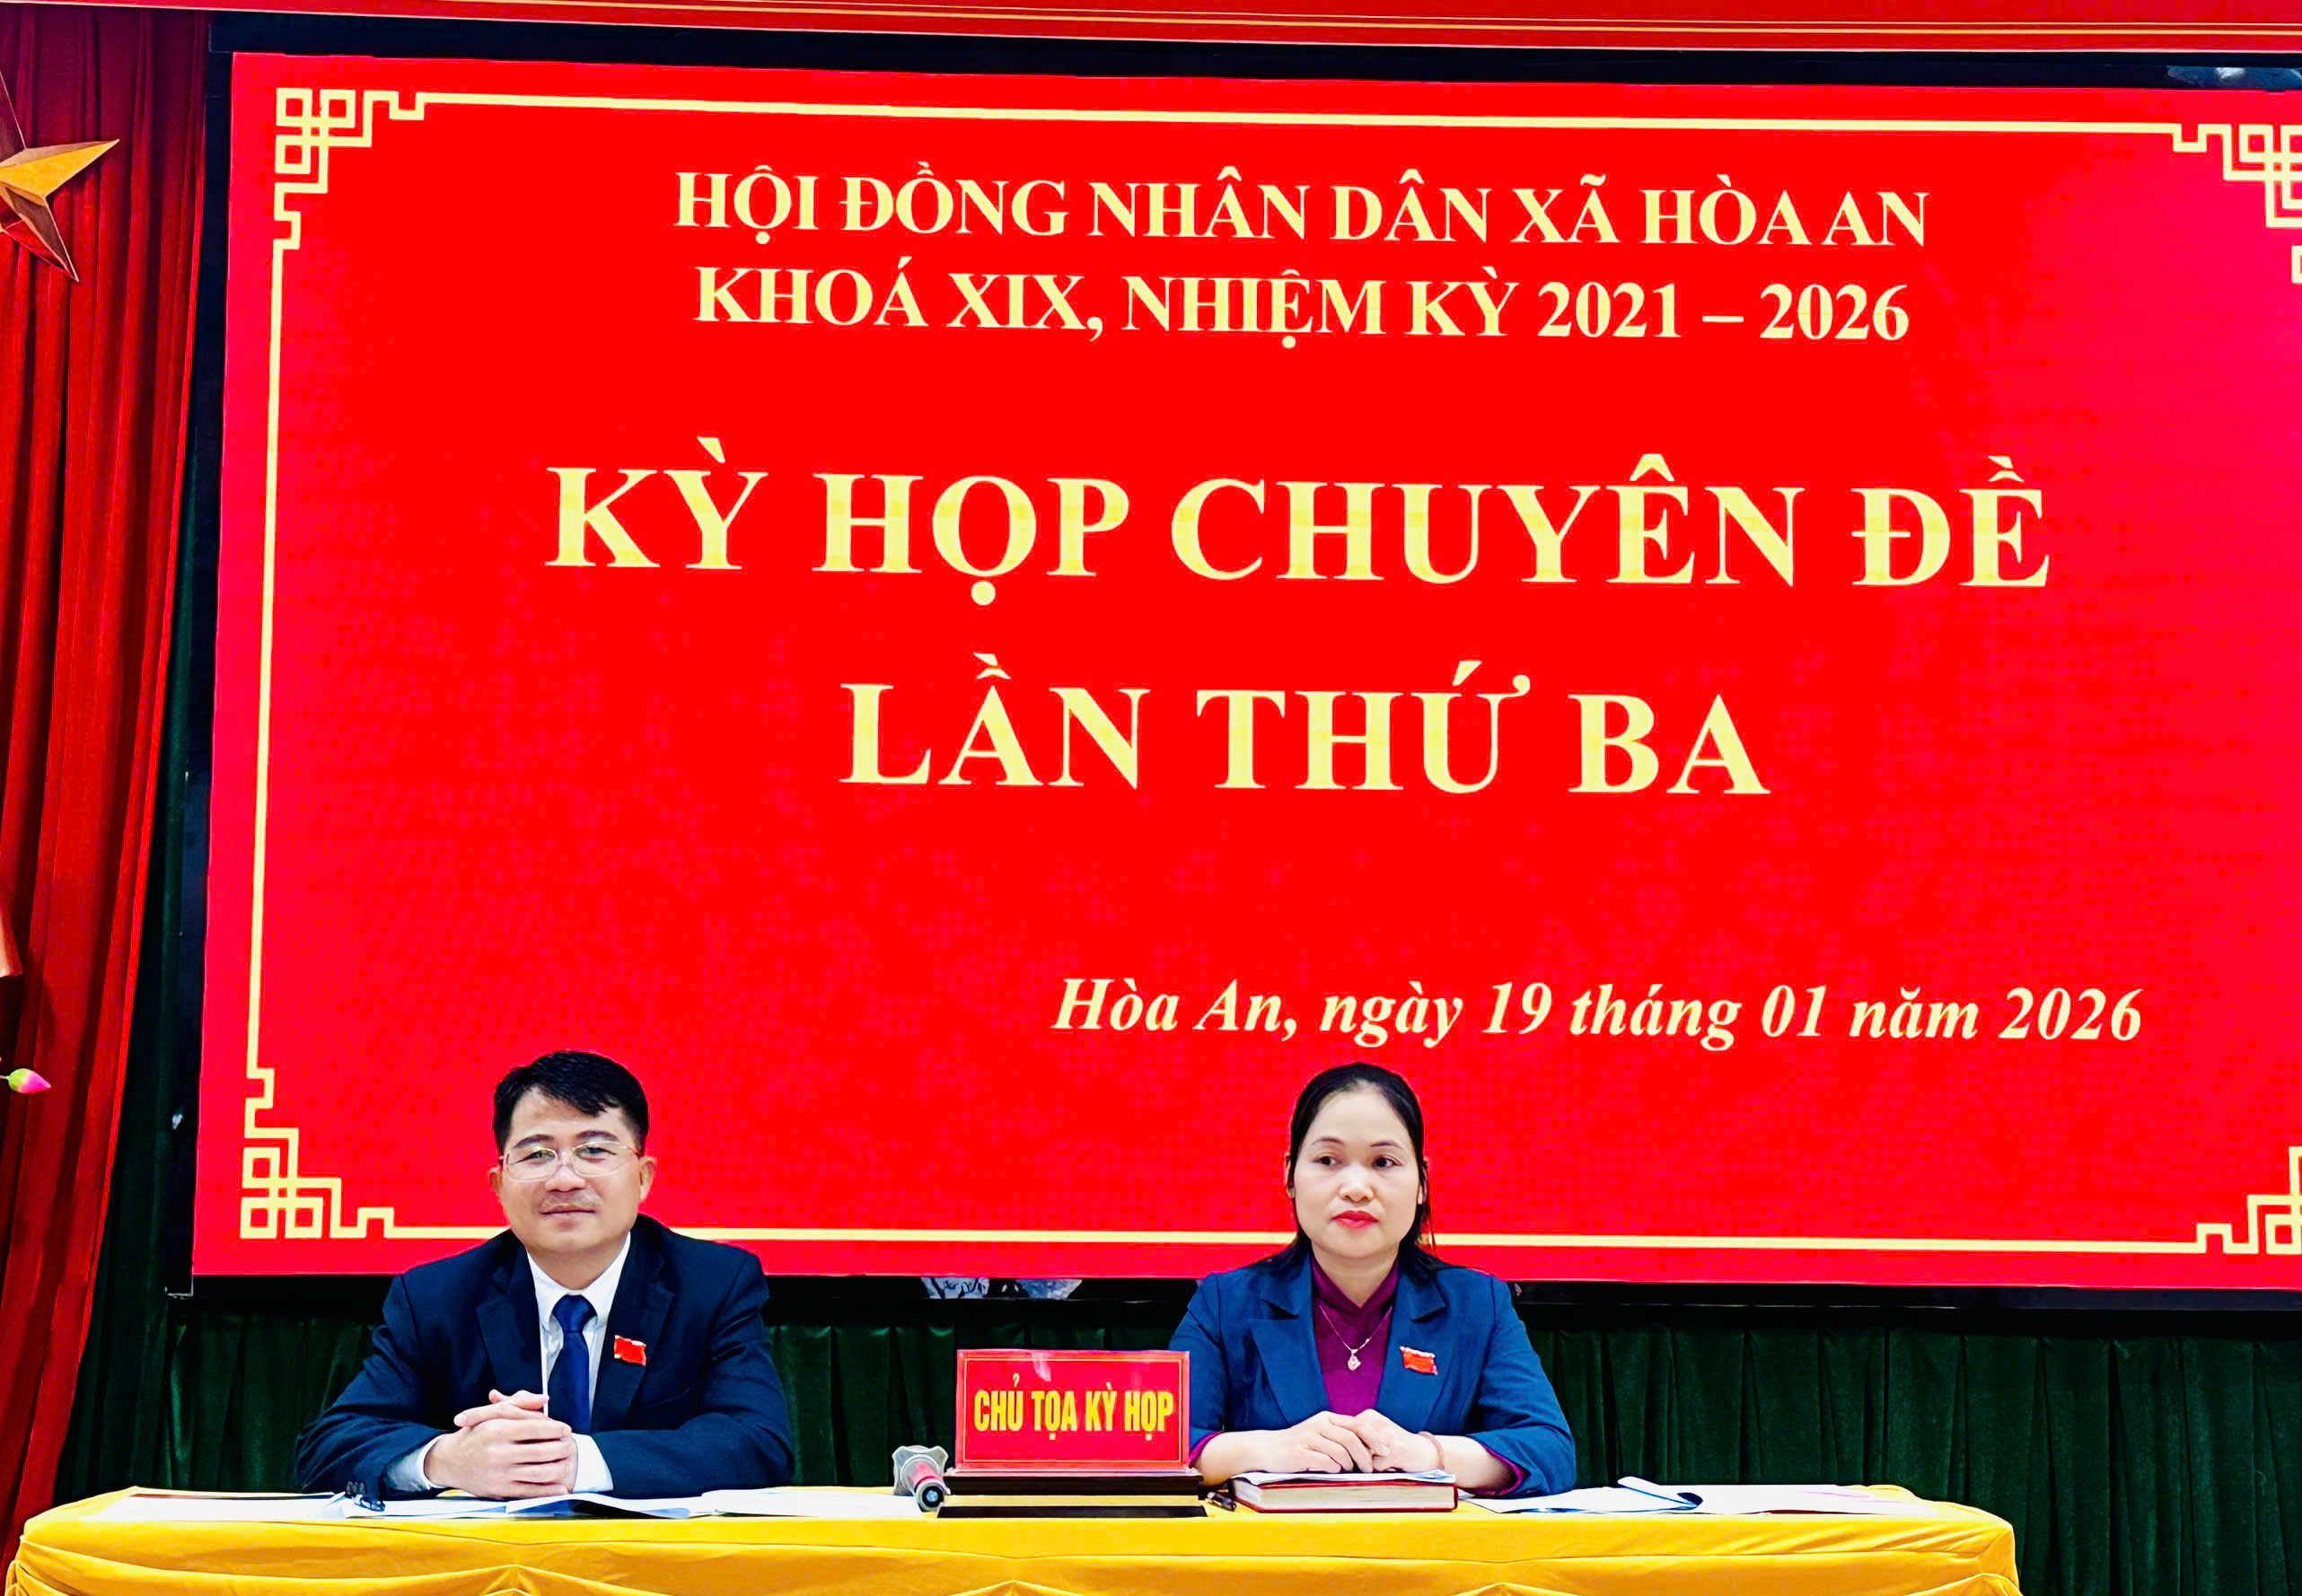 HỘI ĐỒNG NHÂN DÂN XÃ HÒA AN
KHOÁ XIX, NHIỆM KỲ 2021 – 2026
KỲ HỌP CHUYÊN ĐỀ
LẦN THỨ BA
Hòa An, ngày 19 tháng 01 năm 2026
CHỦ TỌA KỲ HỌP